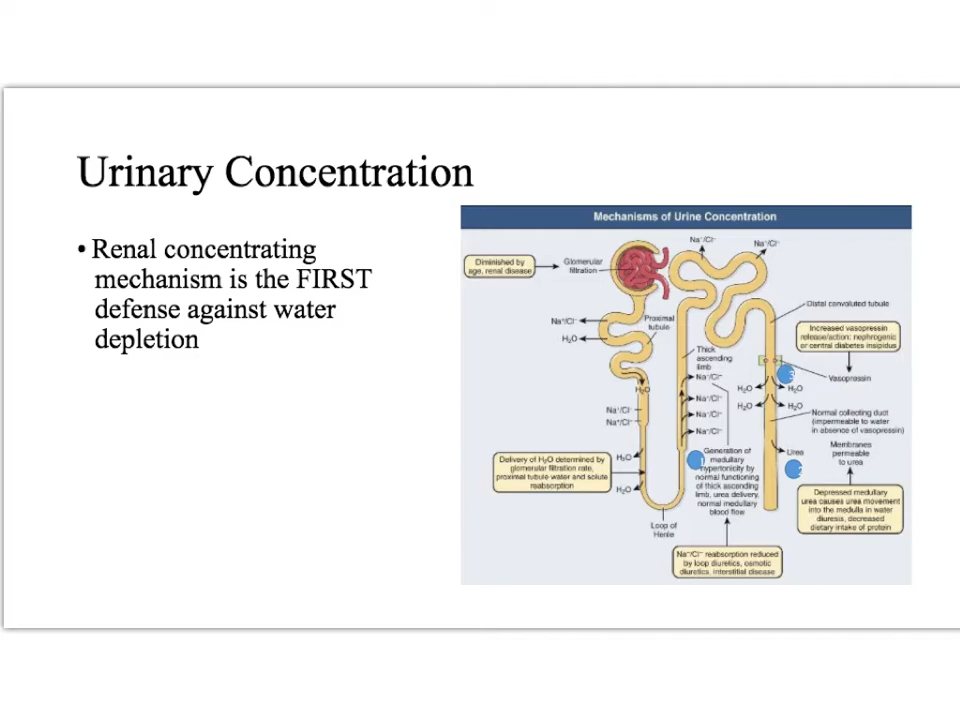 Urinary Concentration
• Renal concentrating
mechanism is the FIRST
defense against water
depletion
Mechanisms of Urine Concentration
Diminished by
age, renal disease
Glomerular
filtration
Na⁺/Cl⁻
Na⁺/Cl⁻
Na⁺/Cl⁻
H₂O
Proximal
tubule
Distal convoluted tubule
Increased vasopressin
release/action: nephrogenic
or central diabetes insipidus
Thick
ascending
limb
Na⁺/Cl⁻
Na⁺/Cl⁻
Na⁺/Cl⁻
Na⁺/Cl⁻
H₂O
Na⁺/Cl⁻
Na⁺/Cl⁻
3
Vasopressin
H₂O
H₂O
H₂O
H₂O
Normal collecting duct
(impermeable to water
in absence of vasopressin)
Urea
Membranes
permeable
to urea
2
Delivery of H₂O determined by
glomerular filtration rate,
proximal tubule water and solute
reabsorption
H₂O
H₂O
1
Generation of
medullary
hypertonicity by
normal functioning
of thick ascending
limb, urea delivery,
normal medullary
blood flow
Depressed medullary
urea causes urea movement
into the medulla in water
diuresis, decreased
dietary intake of protein
Loop of
Henle
Na⁺/Cl⁻ reabsorption reduced
by loop diuretics, osmotic
diuretics, interstitial disease